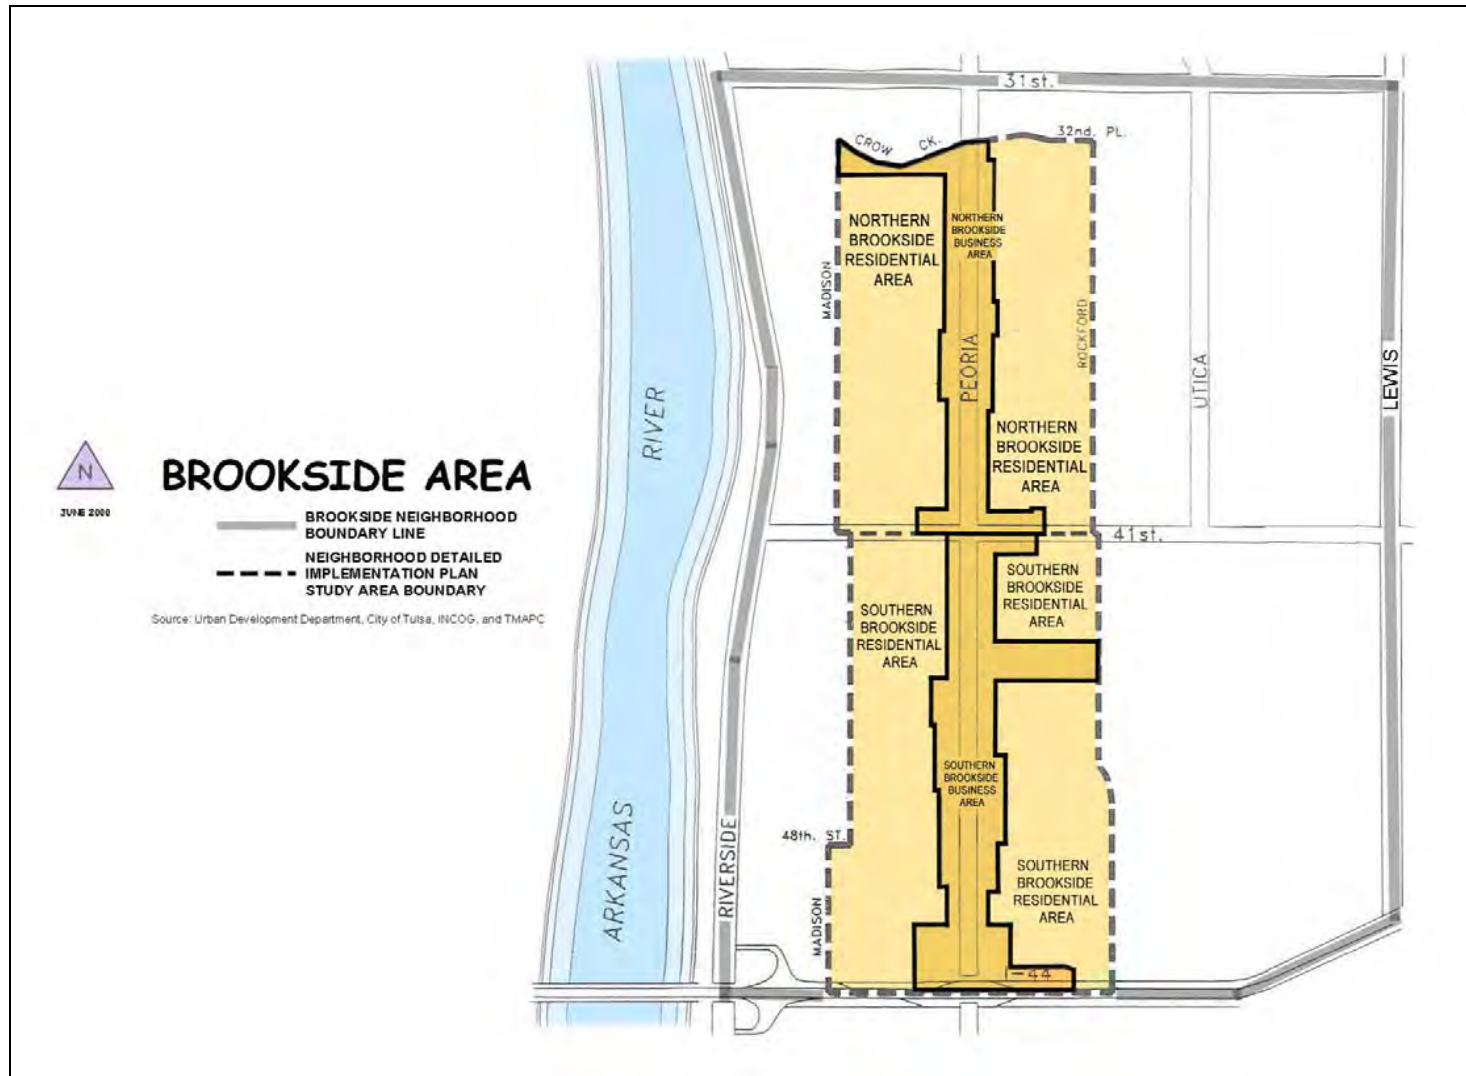 31st.
32nd. PL.
CROW CK.
NORTHERN
BROOKSIDE
RESIDENTIAL
AREA
NORTHERN
BROOKSIDE
BUSINESS
AREA
MADISON
PEORIA
ROCKFORD
UTICA
LEWIS
RIVER
NORTHERN
BROOKSIDE
RESIDENTIAL
AREA
N
JUNE 2000
BROOKSIDE AREA
BROOKSIDE NEIGHBORHOOD
BOUNDARY LINE
NEIGHBORHOOD DETAILED
IMPLEMENTATION PLAN
STUDY AREA BOUNDARY
Source: Urban Development Department, City of Tulsa, INCOG, and TMAPC
41st.
SOUTHERN
BROOKSIDE
RESIDENTIAL
AREA
SOUTHERN
BROOKSIDE
RESIDENTIAL
AREA
SOUTHERN
BROOKSIDE
BUSINESS
AREA
48th. ST.
ARKANSAS
RIVERSIDE
MADISON
SOUTHERN
BROOKSIDE
RESIDENTIAL
AREA
I-44